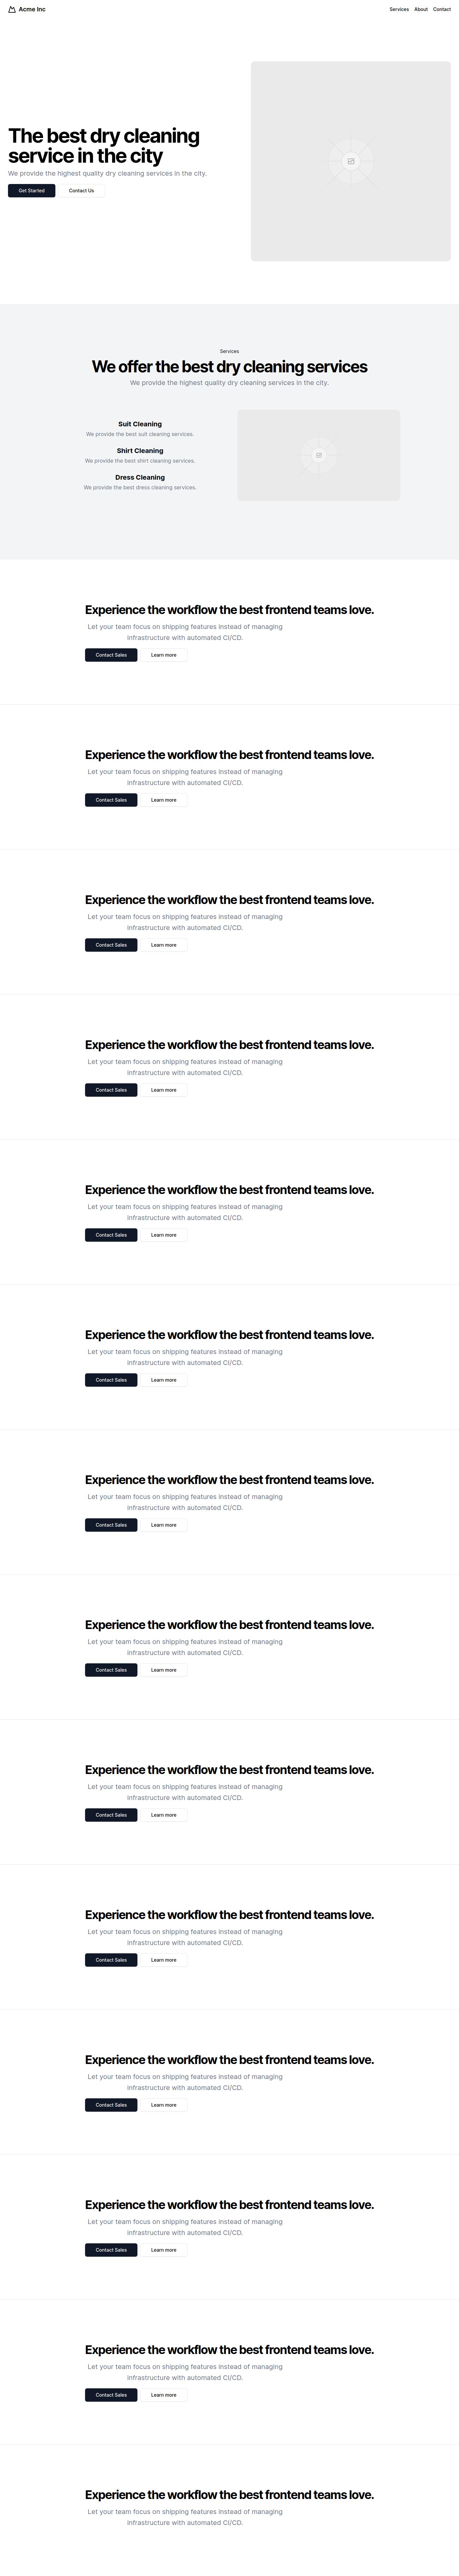 Acme Inc
Services About Contact
The best dry cleaning
service in the city
We provide the highest quality dry cleaning services in the city.
Get Started Contact Us
Services
We offer the best dry cleaning services
We provide the highest quality dry cleaning services in the city.
Suit Cleaning
We provide the best suit cleaning services.
Shirt Cleaning
We provide the best shirt cleaning services.
Dress Cleaning
We provide the best dress cleaning services.
Experience the workflow the best frontend teams love.
Let your team focus on shipping features instead of managing
infrastructure with automated CI/CD.
Contact Sales Learn more
Experience the workflow the best frontend teams love.
Let your team focus on shipping features instead of managing
infrastructure with automated CI/CD.
Contact Sales Learn more
Experience the workflow the best frontend teams love.
Let your team focus on shipping features instead of managing
infrastructure with automated CI/CD.
Contact Sales Learn more
Experience the workflow the best frontend teams love.
Let your team focus on shipping features instead of managing
infrastructure with automated CI/CD.
Contact Sales Learn more
Experience the workflow the best frontend teams love.
Let your team focus on shipping features instead of managing
infrastructure with automated CI/CD.
Contact Sales Learn more
Experience the workflow the best frontend teams love.
Let your team focus on shipping features instead of managing
infrastructure with automated CI/CD.
Contact Sales Learn more
Experience the workflow the best frontend teams love.
Let your team focus on shipping features instead of managing
infrastructure with automated CI/CD.
Contact Sales Learn more
Experience the workflow the best frontend teams love.
Let your team focus on shipping features instead of managing
infrastructure with automated CI/CD.
Contact Sales Learn more
Experience the workflow the best frontend teams love.
Let your team focus on shipping features instead of managing
infrastructure with automated CI/CD.
Contact Sales Learn more
Experience the workflow the best frontend teams love.
Let your team focus on shipping features instead of managing
infrastructure with automated CI/CD.
Contact Sales Learn more
Experience the workflow the best frontend teams love.
Let your team focus on shipping features instead of managing
infrastructure with automated CI/CD.
Contact Sales Learn more
Experience the workflow the best frontend teams love.
Let your team focus on shipping features instead of managing
infrastructure with automated CI/CD.
Contact Sales Learn more
Experience the workflow the best frontend teams love.
Let your team focus on shipping features instead of managing
infrastructure with automated CI/CD.
Contact Sales Learn more
Experience the workflow the best frontend teams love.
Let your team focus on shipping features instead of managing
infrastructure with automated CI/CD.